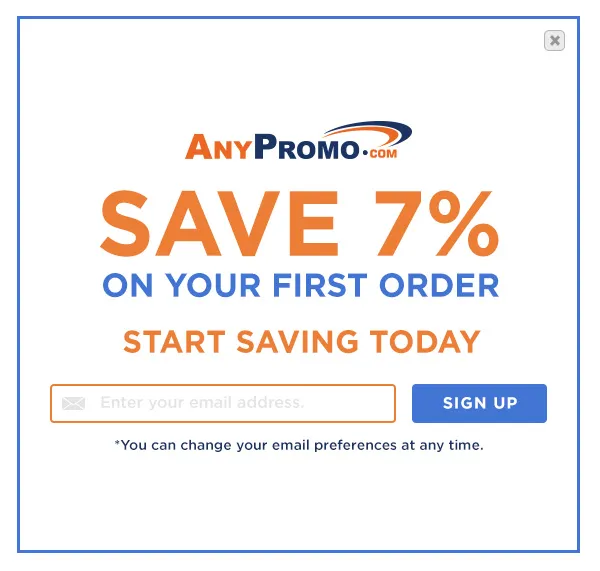 ANYPROMO.COM
SAVE 7%
ON YOUR FIRST ORDER
START SAVING TODAY
Enter your email address.
SIGN UP
*You can change your email preferences at any time.